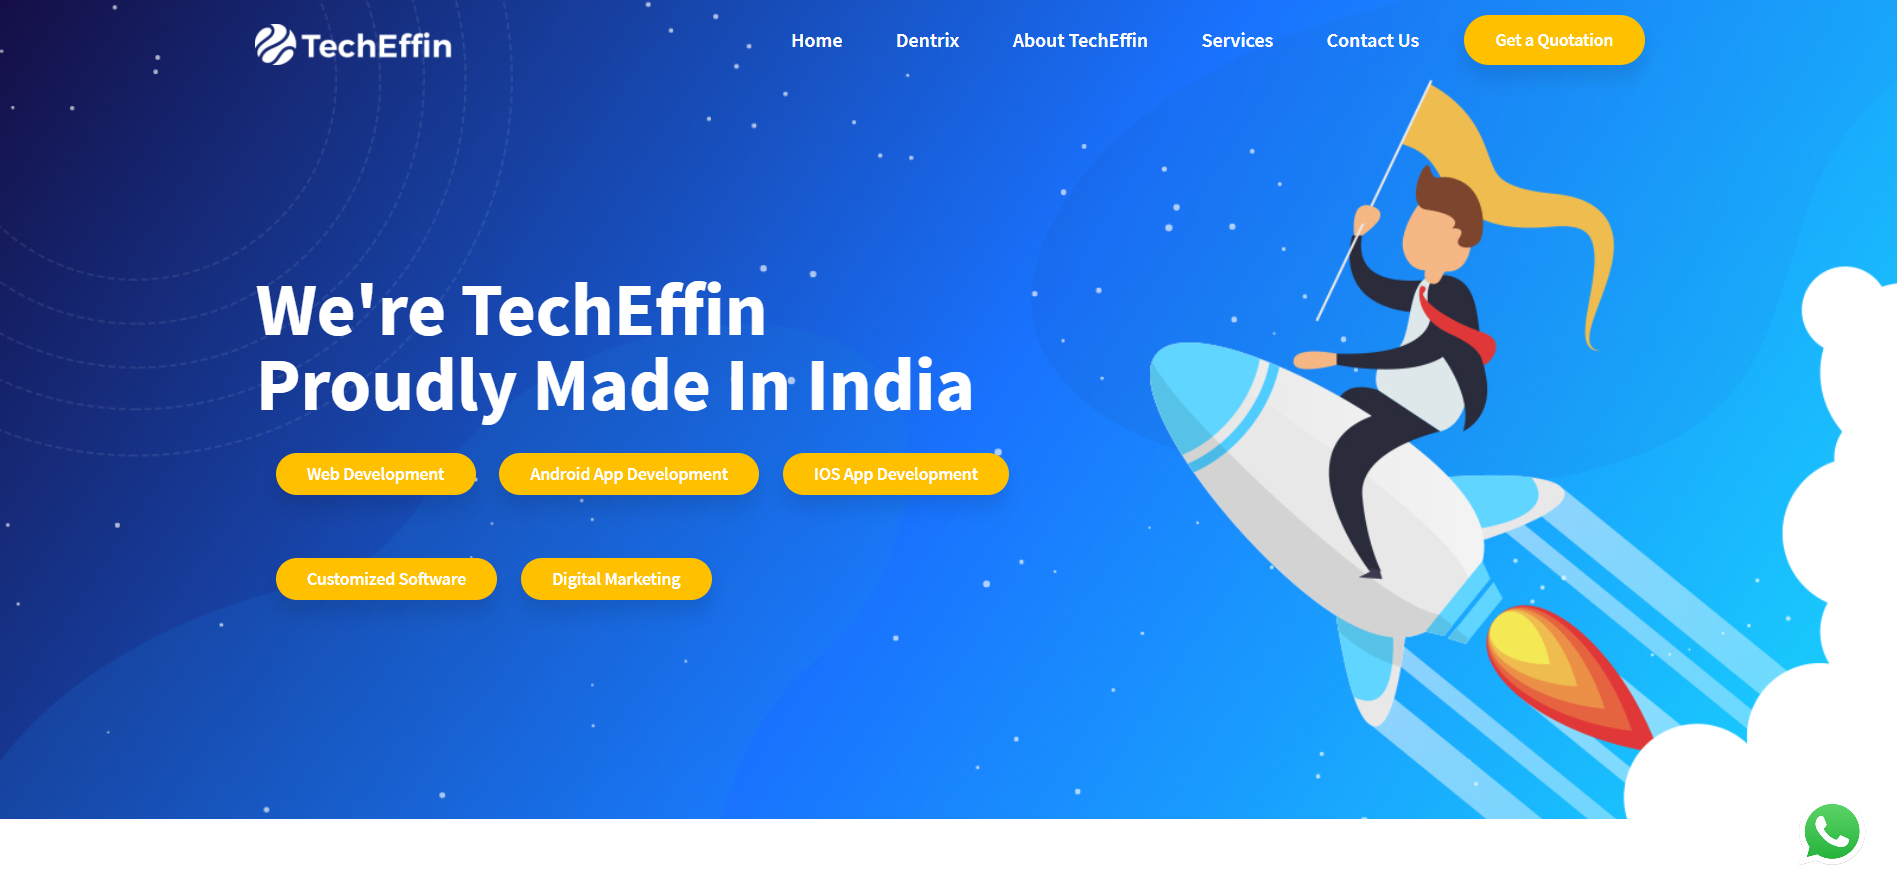 TechEffin
Home Dentrix About TechEffin Services Contact Us Get a Quotation
We're TechEffin
Proudly Made In India
Web Development Android App Development IOS App Development
Customized Software Digital Marketing